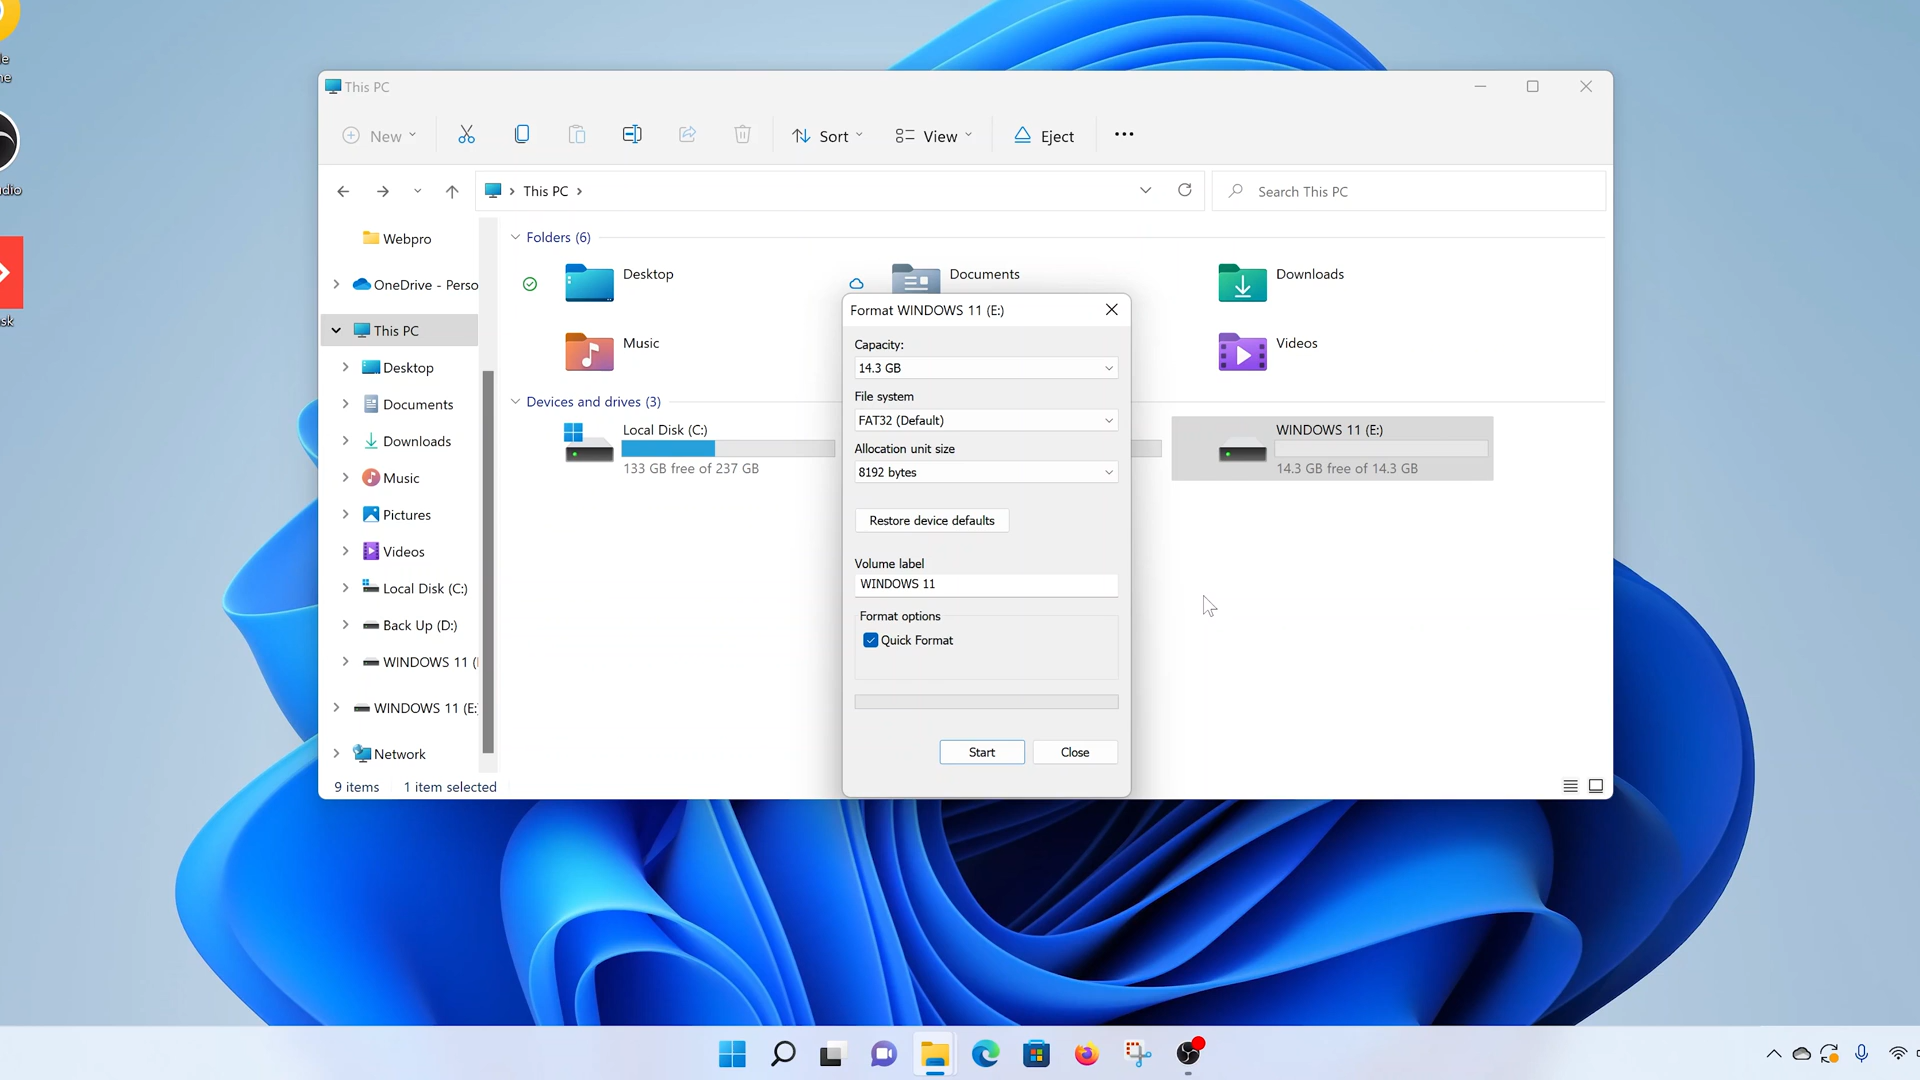 le
ne
udio
sk
This PC
New
Sort
View
Eject
This PC
Search This PC
Webpro
OneDrive - Perso
This PC
Desktop
Documents
Downloads
Music
Pictures
Videos
Local Disk (C:)
Back Up (D:)
WINDOWS 11 (
WINDOWS 11 (E:
Network
Folders (6)
Desktop
Documents
Downloads
Music
Videos
Devices and drives (3)
Local Disk (C:)
133 GB free of 237 GB
WINDOWS 11 (E:)
14.3 GB free of 14.3 GB
Format WINDOWS 11 (E:)
Capacity:
14.3 GB
File system
FAT32 (Default)
Allocation unit size
8192 bytes
Restore device defaults
Volume label
WINDOWS 11
Format options
Quick Format
Start
Close
9 items
1 item selected